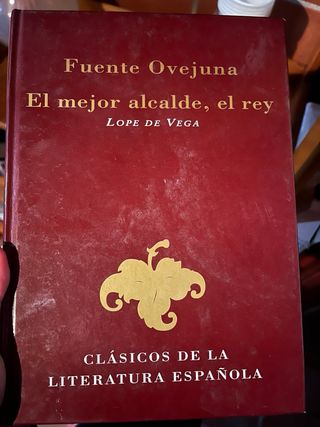 Fuente Ovejuna
El mejor alcalde, el rey
LOPE DE VEGA
CLÁSICOS DE LA
LITERATURA ESPAÑOLA